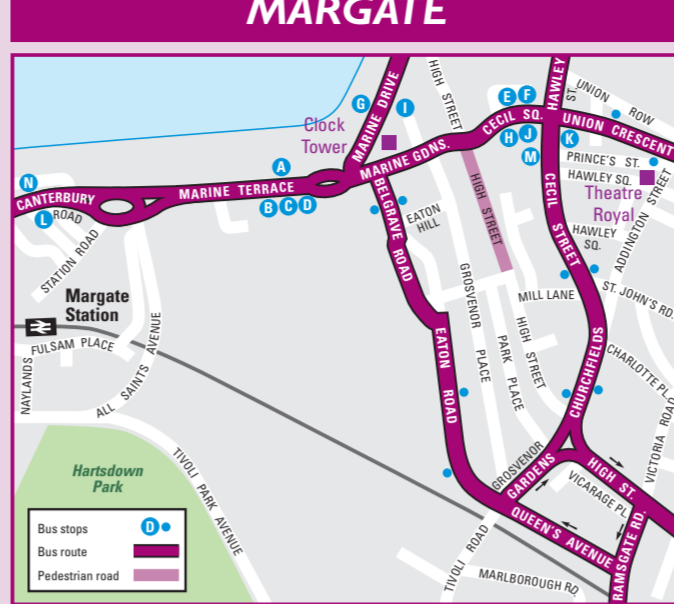 MARGATE
HIGH STREET
MARINE DRIVE
G
I
Clock
Tower
MARINE GDNS.
CECIL SQ.
E
F
HAWLEY
ST.
UNION ROW
UNION CRESCENT
H
J
K
M
PRINCE'S ST.
HAWLEY SQ.
Theatre
Royal
ADDINGTON STREET
N
CANTERBURY
ROAD
L
A
MARINE TERRACE
B
C
D
BELGRAVE ROAD
EATON
HILL
HIGH STREET
CECIL STREET
HAWLEY
SQ.
STATION ROAD
Margate
Station
MILL LANE
ST. JOHN'S RD.
GROSVENOR PLACE
PARK PLACE
HIGH STREET
CHURCHFIELDS
CHARLOTTE PL.
FULSAM PLACE
NAYLANDS
ALL SAINTS AVENUE
EATON ROAD
VICTORIA ROAD
Hartsdown
Park
TIVOLI PARK AVENUE
GROSVENOR
GARDENS
HIGH ST.
VICARAGE PL.
QUEEN'S AVENUE
RAMSGATE RD.
TIVOLI ROAD
MARLBOROUGH RD.
Bus stops
D
Bus route
Pedestrian road